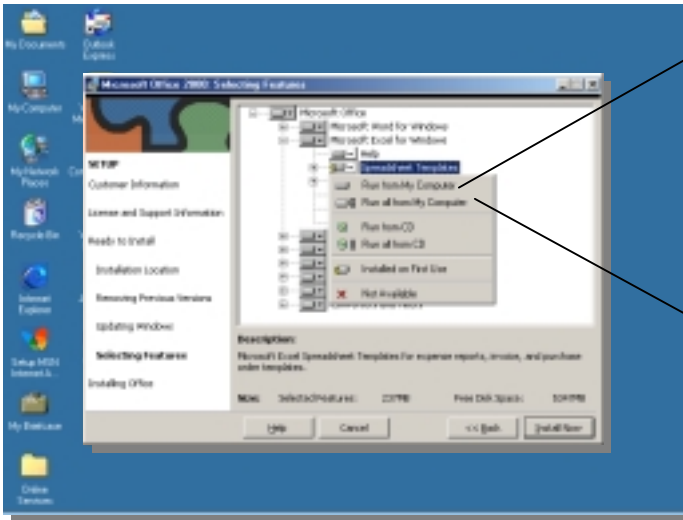 My Documents
Outlook
Express
My Computer
My Network
Places
Recycle Bin
Internet
Explorer
Setup MSN
Internet A...
My Briefcase
Online
Services
Microsoft Office 2000: Selecting Features
SETUP
Customer Information
License and Support Information
Ready to Install
Installation Location
Removing Previous Versions
Updating Windows
Selecting Features
Installing Office
Microsoft Office
Microsoft Word for Windows
Microsoft Excel for Windows
Help
Spreadsheet Templates
Run from My Computer
Run all from My Computer
Run from CD
Run all from CD
Installed on First Use
Not Available
Description:
Microsoft Excel Spreadsheet Templates for expense reports, invoice, and purchase
order templates.
Selected Features:
Free Disk Space:
Help
Cancel
<< Back
Install Now